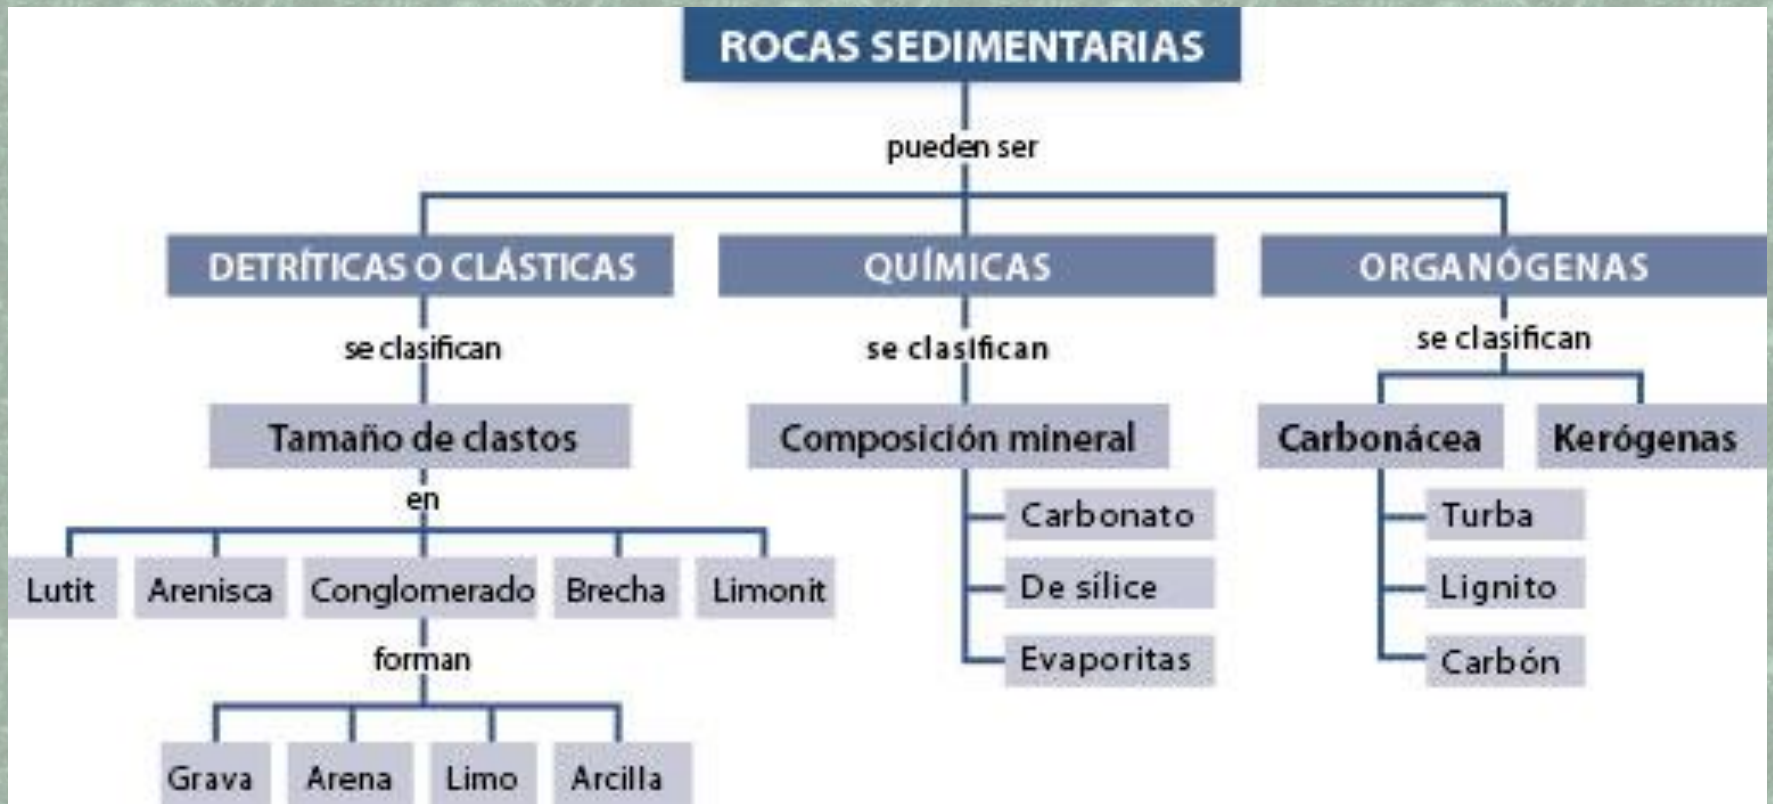 ROCAS SEDIMENTARIAS
pueden ser
DETRÍTICAS O CLÁSTICAS
QUÍMICAS
ORGANÓGENAS
se clasifican
se clasifican
se clasifican
Tamaño de clastos
Composición mineral
Carbonácea
Kerógenas
en
Carbonato
Turba
Lutit
Arenisca
Conglomerado
Brecha
Limonit
De sílice
Lignito
forman
Evaporitas
Carbón
Grava
Arena
Limo
Arcilla